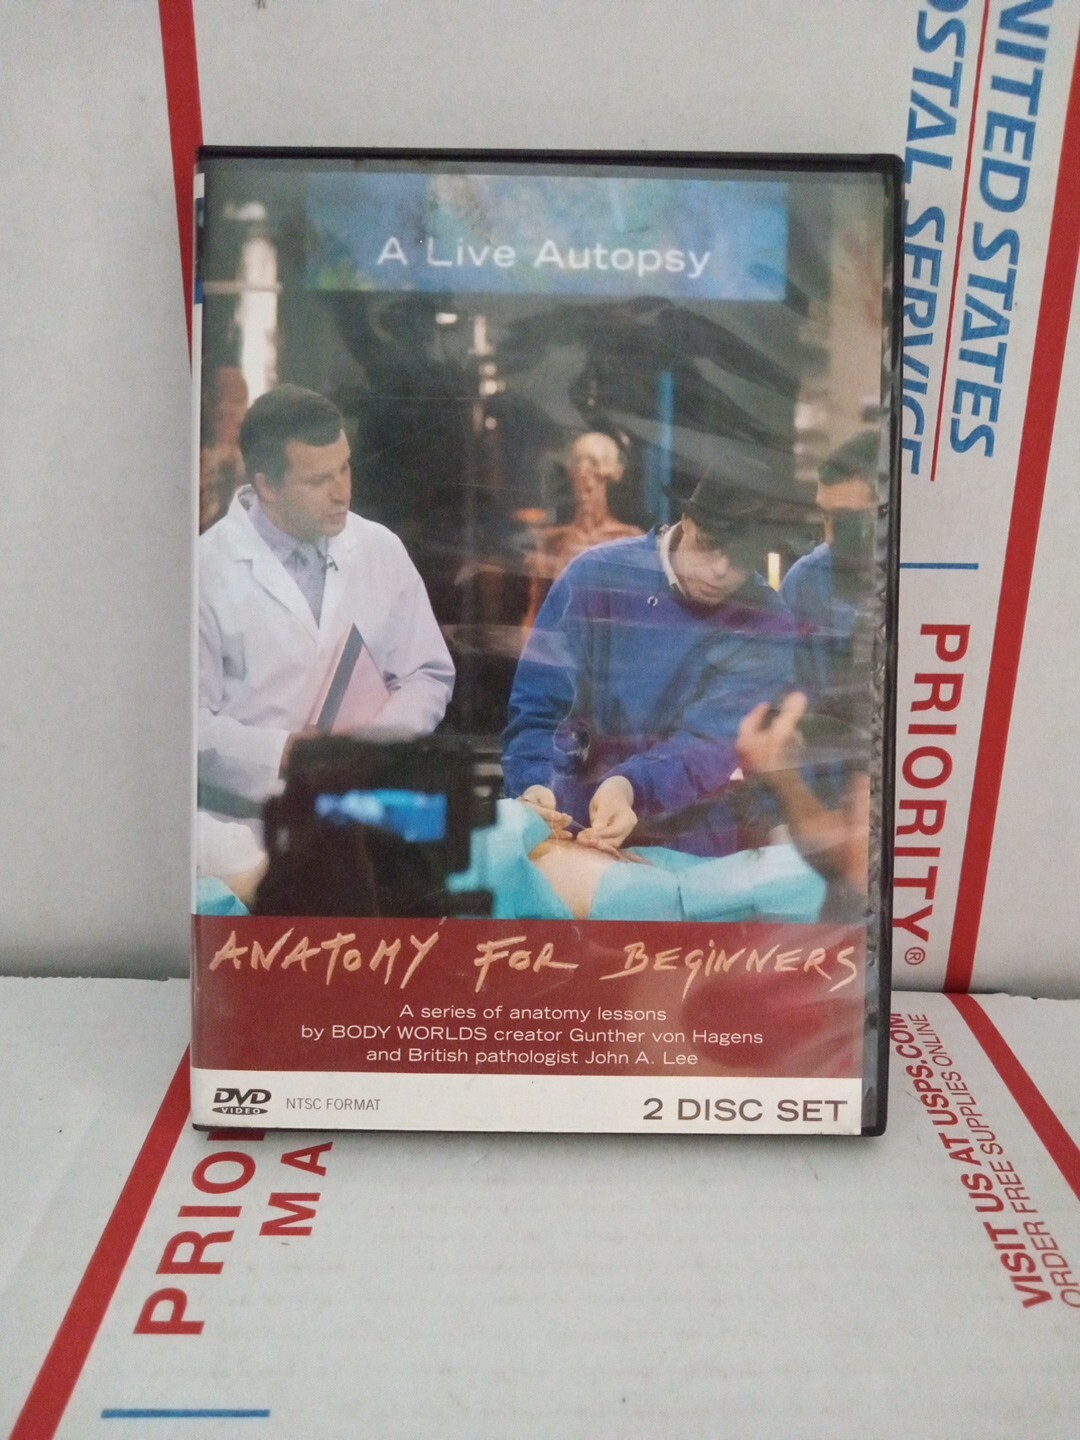 UNITED STATES
POSTAL SERVICE
PRIORITY®
A Live Autopsy
ANATOMY FOR BEGINNERS
A series of anatomy lessons
by BODY WORLDS creator Gunther von Hagens
and British pathologist John A. Lee
DVD
VIDEO
NTSC FORMAT
2 DISC SET
PRIO
MA
VISIT US AT USPS.COM
ORDER FREE SUPPLIES ONLINE